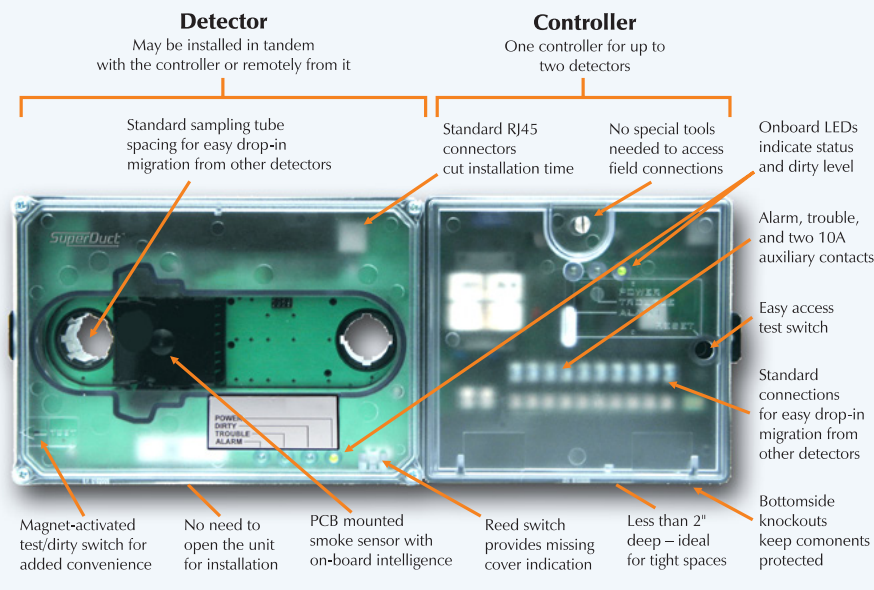 Detector
May be installed in tandem
with the controller or remotely from it
Controller
One controller for up to
two detectors
Standard sampling tube
spacing for easy drop-in
migration from other detectors
Standard RJ45
connectors
cut installation time
No special tools
needed to access
field connections
Onboard LEDs
indicate status
and dirty level
Alarm, trouble,
and two 10A
auxiliary contacts
Easy access
test switch
Standard
connections
for easy drop-in
migration from
other detectors
SuperDuct
POWER
TROUBLE
ALARM
RESET
TEST
POWER
DIRTY
TROUBLE
ALARM
Magnet-activated
test/dirty switch for
added convenience
No need to
open the unit
for installation
PCB mounted
smoke sensor with
on-board intelligence
Reed switch
provides missing
cover indication
Less than 2"
deep – ideal
for tight spaces
Bottomside
knockouts
keep comonents
protected